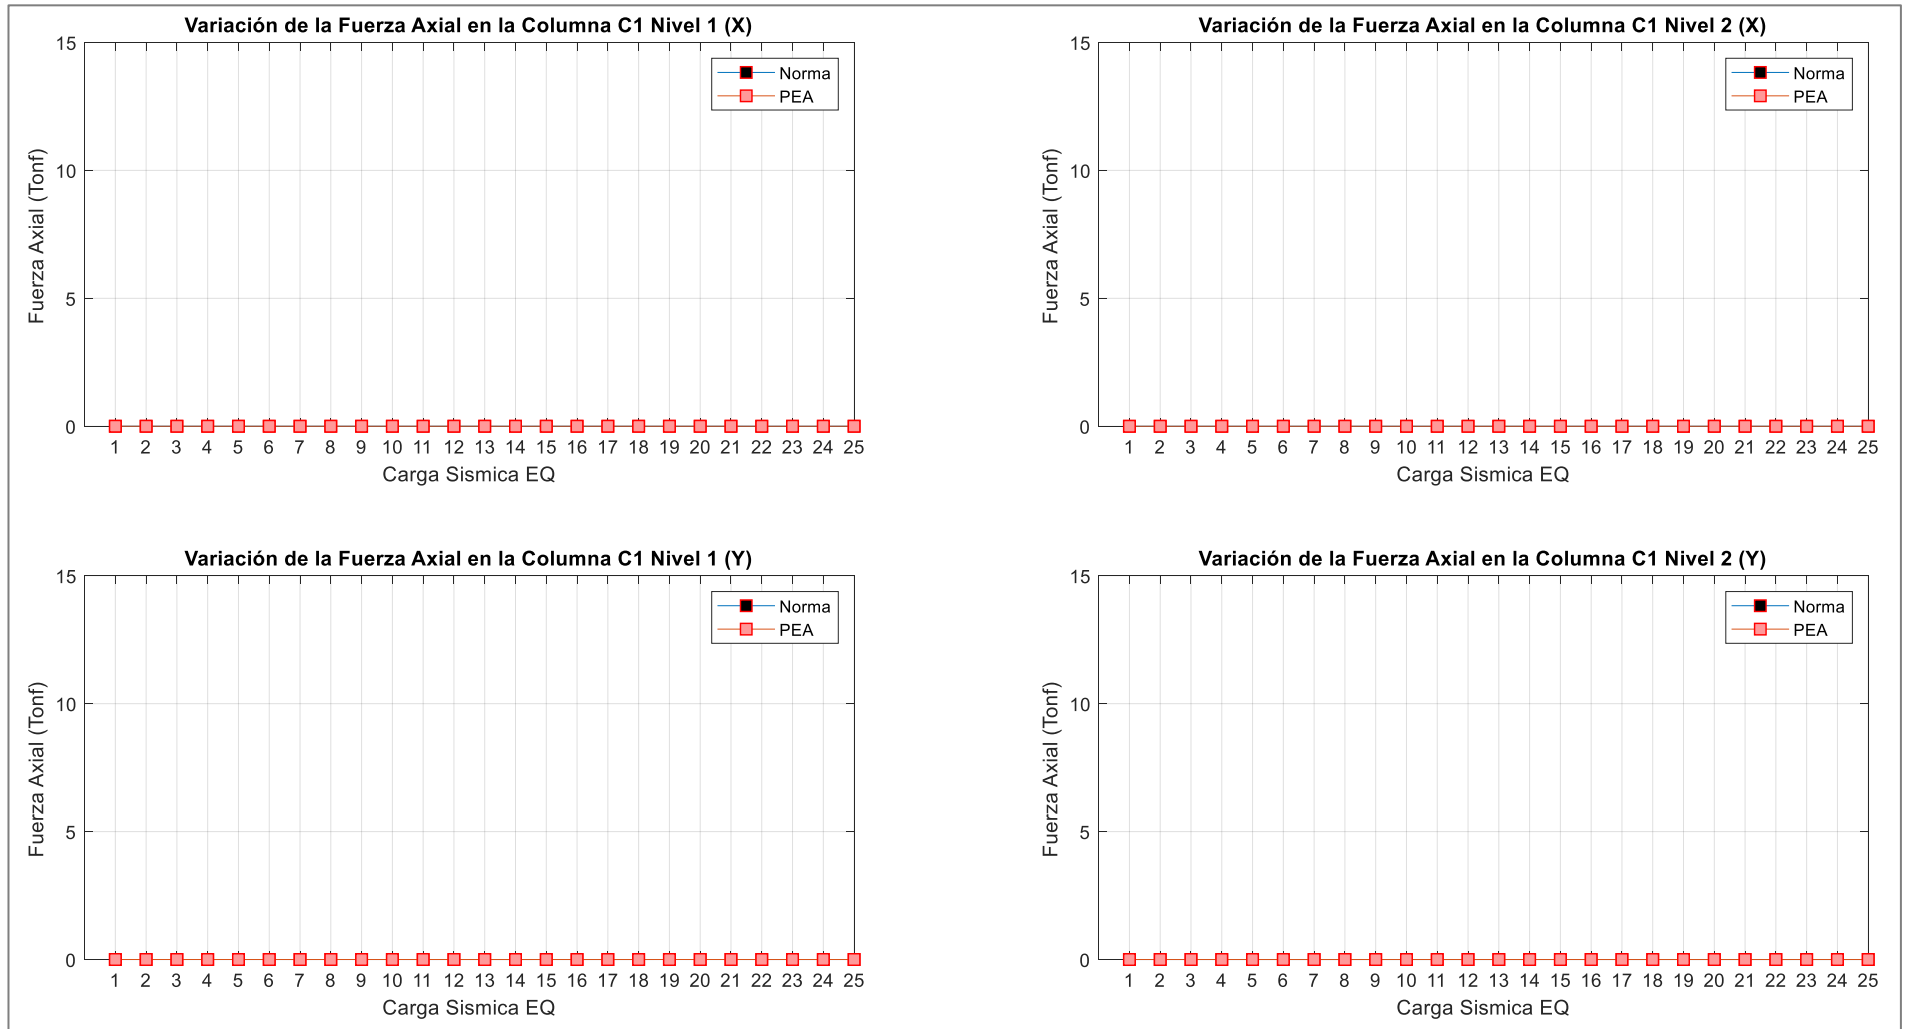 Variación de la Fuerza Axial en la Columna C1 Nivel 1 (X)
15
10
5
0
Fuerza Axial (Tonf)
Norma
PEA
1 2 3 4 5 6 7 8 9 10 11 12 13 14 15 16 17 18 19 20 21 22 23 24 25
Carga Sismica EQ
Variación de la Fuerza Axial en la Columna C1 Nivel 2 (X)
15
10
5
0
Fuerza Axial (Tonf)
Norma
PEA
1 2 3 4 5 6 7 8 9 10 11 12 13 14 15 16 17 18 19 20 21 22 23 24 25
Carga Sismica EQ
Variación de la Fuerza Axial en la Columna C1 Nivel 1 (Y)
15
10
5
0
Fuerza Axial (Tonf)
Norma
PEA
1 2 3 4 5 6 7 8 9 10 11 12 13 14 15 16 17 18 19 20 21 22 23 24 25
Carga Sismica EQ
Variación de la Fuerza Axial en la Columna C1 Nivel 2 (Y)
15
10
5
0
Fuerza Axial (Tonf)
Norma
PEA
1 2 3 4 5 6 7 8 9 10 11 12 13 14 15 16 17 18 19 20 21 22 23 24 25
Carga Sismica EQ